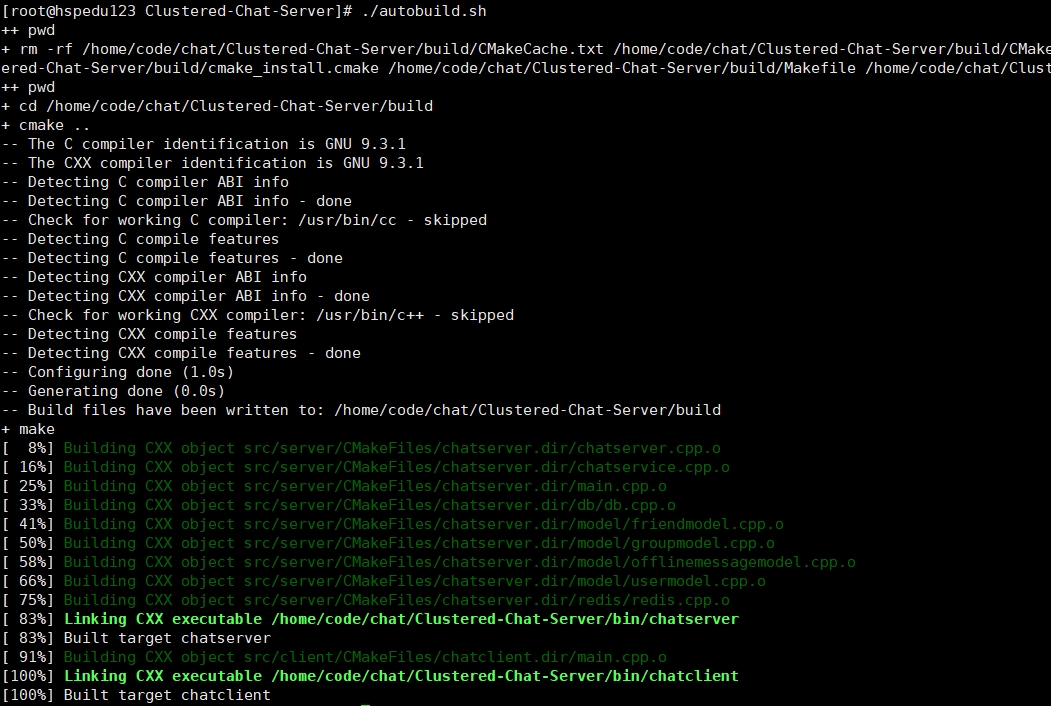 [root@hspedu123 Clustered-Chat-Server]# ./autobuild.sh
++ pwd
+ rm -rf /home/code/chat/Clustered-Chat-Server/build/CMakeCache.txt /home/code/chat/Clustered-Chat-Server/build/CMake
ered-Chat-Server/build/cmake_install.cmake /home/code/chat/Clustered-Chat-Server/build/Makefile /home/code/chat/Clust
++ pwd
+ cd /home/code/chat/Clustered-Chat-Server/build
+ cmake ..
-- The C compiler identification is GNU 9.3.1
-- The CXX compiler identification is GNU 9.3.1
-- Detecting C compiler ABI info
-- Detecting C compiler ABI info - done
-- Check for working C compiler: /usr/bin/cc - skipped
-- Detecting C compile features
-- Detecting C compile features - done
-- Detecting CXX compiler ABI info
-- Detecting CXX compiler ABI info - done
-- Check for working CXX compiler: /usr/bin/c++ - skipped
-- Detecting CXX compile features
-- Detecting CXX compile features - done
-- Configuring done (1.0s)
-- Generating done (0.0s)
-- Build files have been written to: /home/code/chat/Clustered-Chat-Server/build
+ make
[  8%] Building CXX object src/server/CMakeFiles/chatserver.dir/chatserver.cpp.o
[ 16%] Building CXX object src/server/CMakeFiles/chatserver.dir/chatservice.cpp.o
[ 25%] Building CXX object src/server/CMakeFiles/chatserver.dir/main.cpp.o
[ 33%] Building CXX object src/server/CMakeFiles/chatserver.dir/db/db.cpp.o
[ 41%] Building CXX object src/server/CMakeFiles/chatserver.dir/model/friendmodel.cpp.o
[ 50%] Building CXX object src/server/CMakeFiles/chatserver.dir/model/groupmodel.cpp.o
[ 58%] Building CXX object src/server/CMakeFiles/chatserver.dir/model/offlinemessagemodel.cpp.o
[ 66%] Building CXX object src/server/CMakeFiles/chatserver.dir/model/usermodel.cpp.o
[ 75%] Building CXX object src/server/CMakeFiles/chatserver.dir/redis/redis.cpp.o
[ 83%] Linking CXX executable /home/code/chat/Clustered-Chat-Server/bin/chatserver
[ 83%] Built target chatserver
[ 91%] Building CXX object src/client/CMakeFiles/chatclient.dir/main.cpp.o
[100%] Linking CXX executable /home/code/chat/Clustered-Chat-Server/bin/chatclient
[100%] Built target chatclient